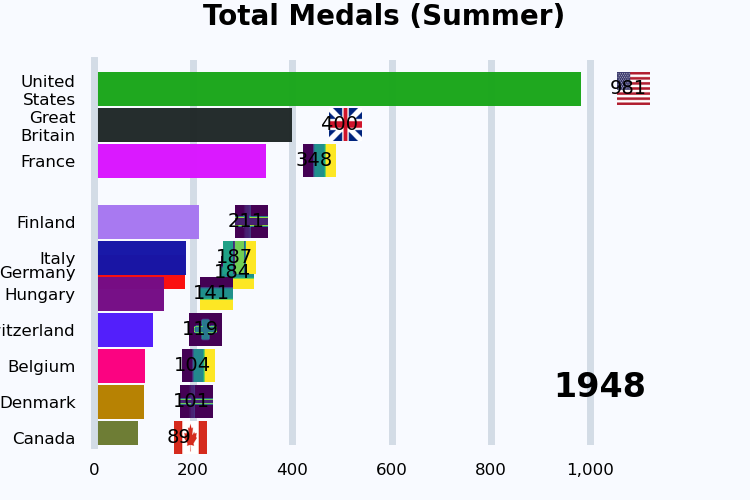 Total Medals (Summer)
United
States
981
Great
Britain
400
France
348
Finland
211
Italy
187
Germany
184
Hungary
141
itzerland
119
Belgium
104
1948
Denmark
101
Canada
89
0
200
400
600
800
1,000